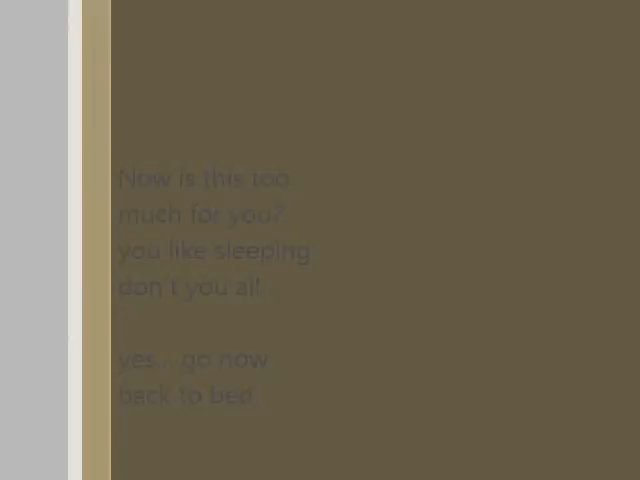 Now is this too
much for you?
you like sleeping
don't you all.

yes... go now
back to bed.